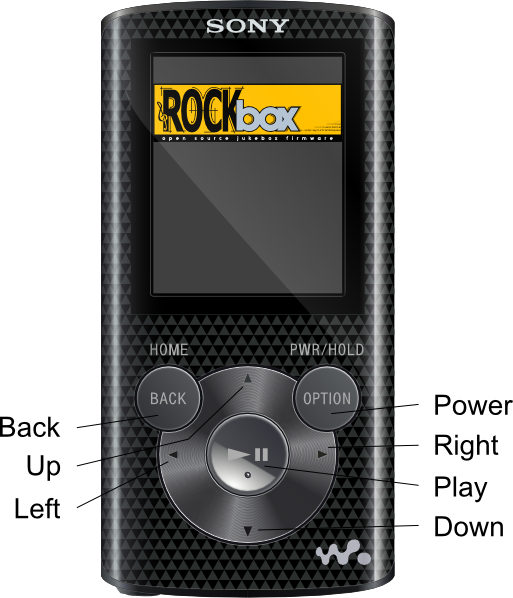 SONY
ROCKbox
open source jukebox firmware
HOME
PWR/HOLD
BACK
OPTION
Back
Up
Left
Power
Right
Play
Down